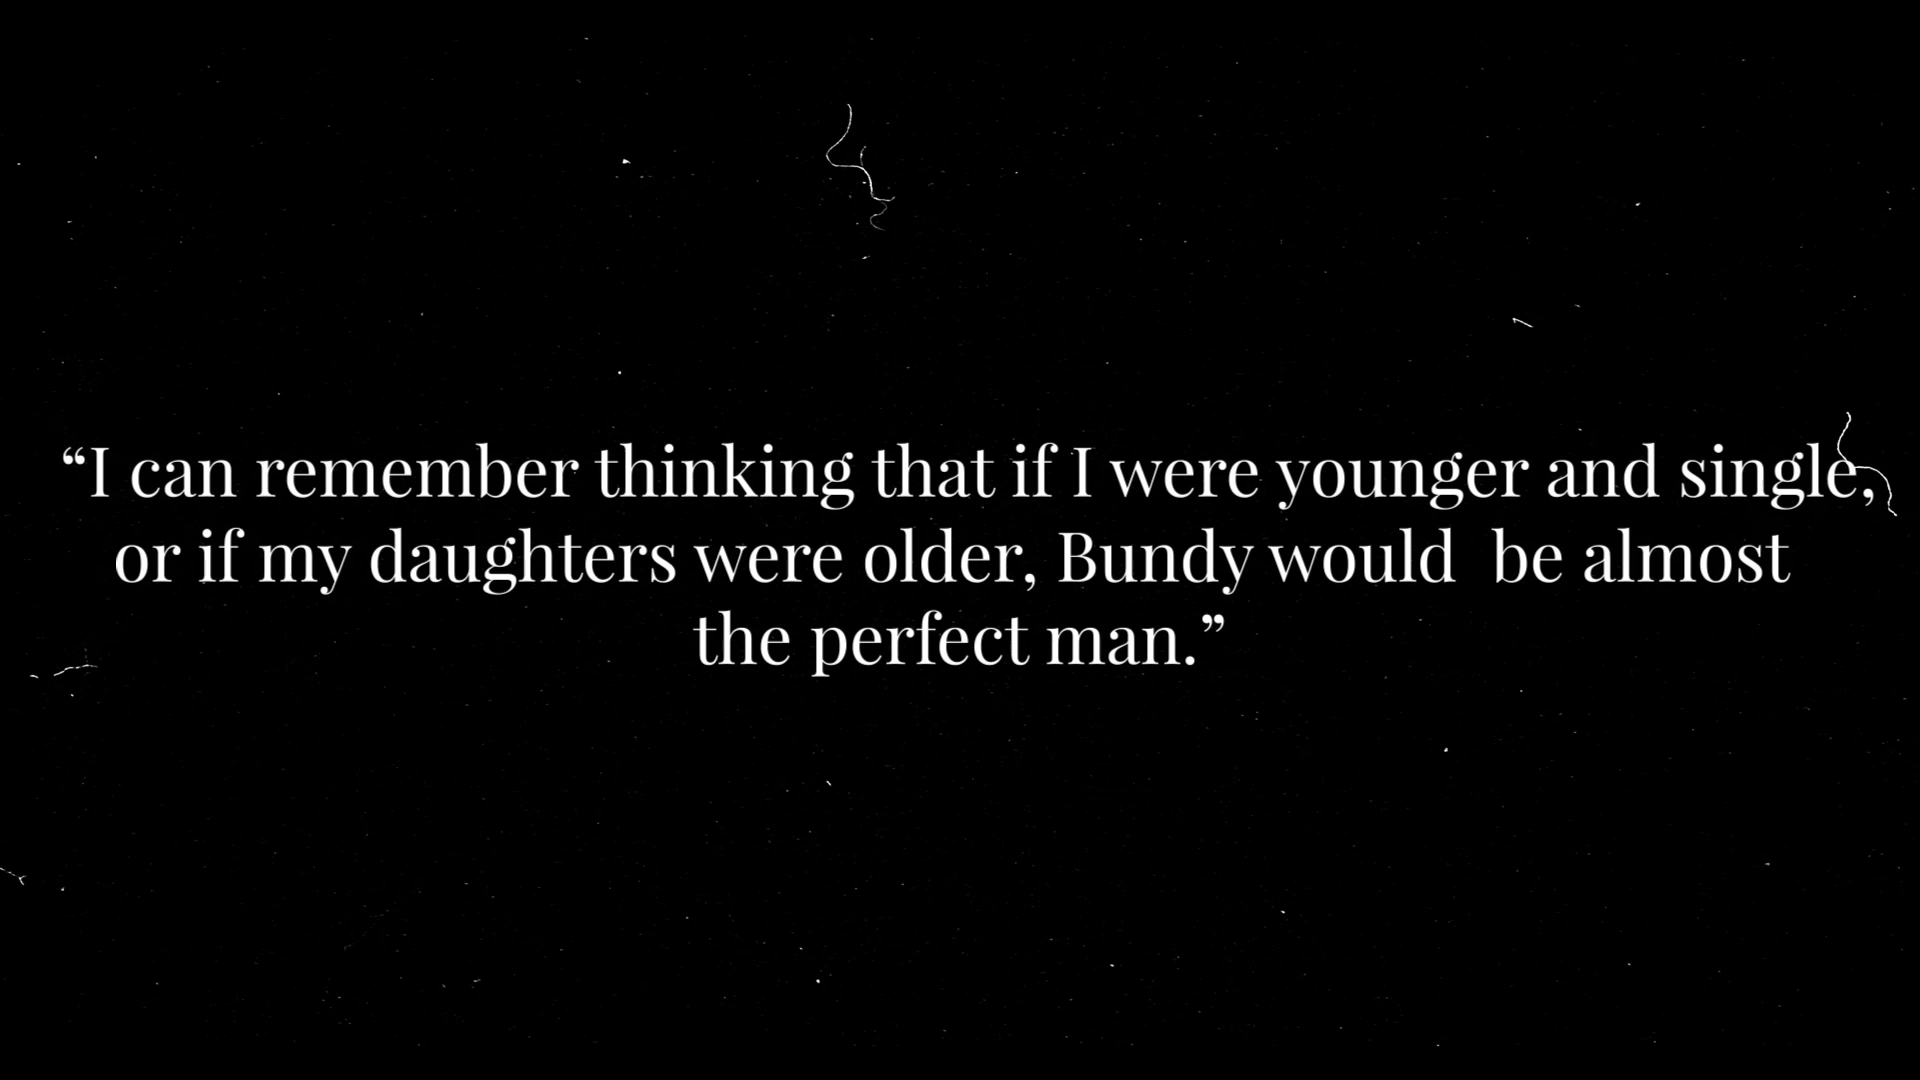 “I can remember thinking that if I were younger and single,
or if my daughters were older, Bundy would  be almost
the perfect man.”